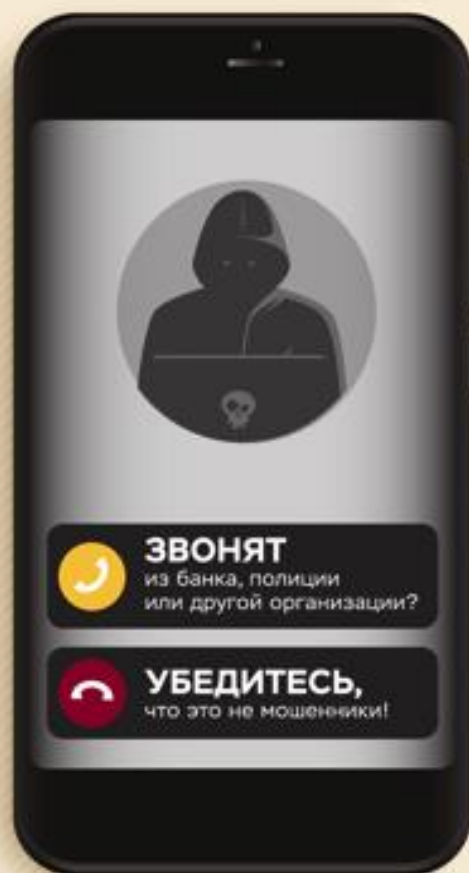 ЗВОНЯТ
из банка, полиции
или другой организации?
УБЕДИТЕСЬ,
что это не мошенники!